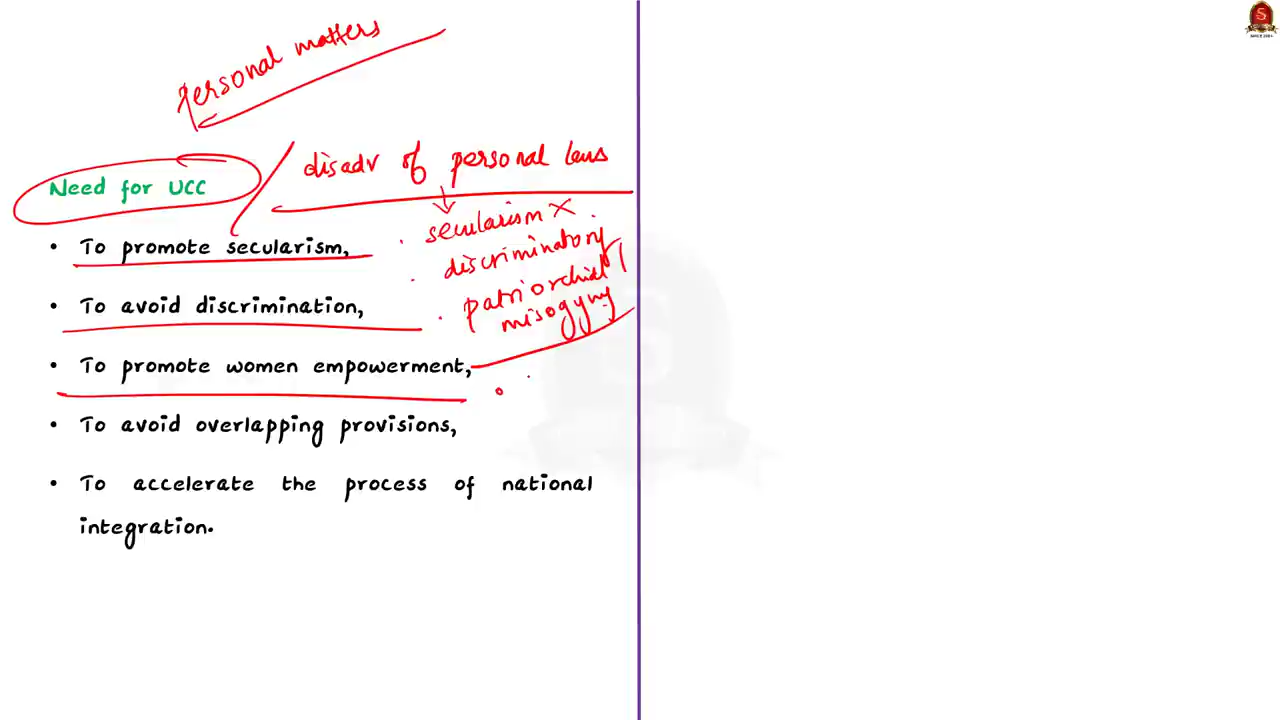 personal matters
disadv of personal laws
Need for UCC
secularism X
• To promote secularism,
discriminatory
patriorchial
• To avoid discrimination,
misogyny
• To promote women empowerment,
• To avoid overlapping provisions,
• To accelerate the process of national
integration.
S